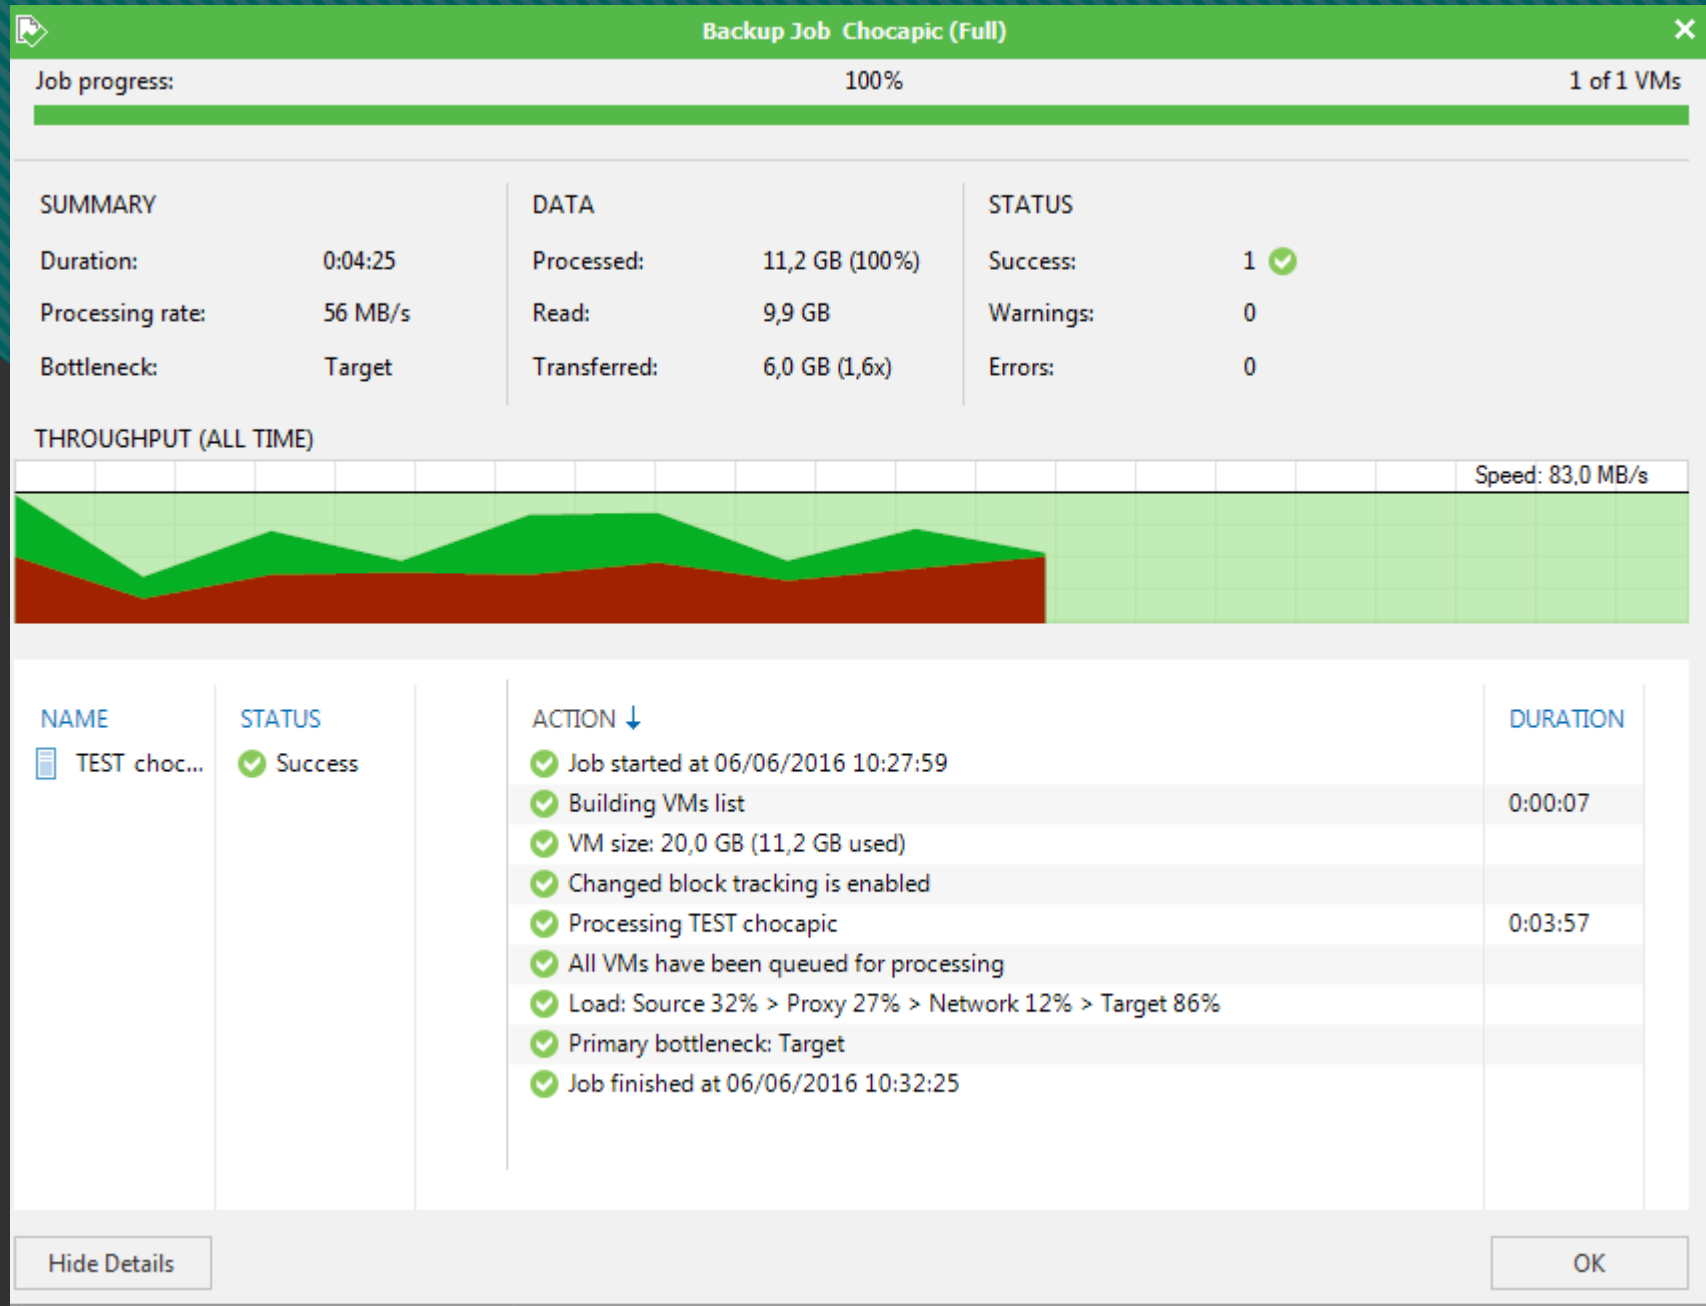 Backup Job Chocapic (Full)
Job progress: 100% 1 of 1 VMs
SUMMARY
Duration: 0:04:25
Processing rate: 56 MB/s
Bottleneck: Target
DATA
Processed: 11,2 GB (100%)
Read: 9,9 GB
Transferred: 6,0 GB (1,6x)
STATUS
Success: 1
Warnings: 0
Errors: 0
THROUGHPUT (ALL TIME)
Speed: 83,0 MB/s
NAME STATUS
TEST choc... Success
ACTION DURATION
Job started at 06/06/2016 10:27:59
Building VMs list 0:00:07
VM size: 20,0 GB (11,2 GB used)
Changed block tracking is enabled
Processing TEST chocapic 0:03:57
All VMs have been queued for processing
Load: Source 32% > Proxy 27% > Network 12% > Target 86%
Primary bottleneck: Target
Job finished at 06/06/2016 10:32:25
Hide Details OK